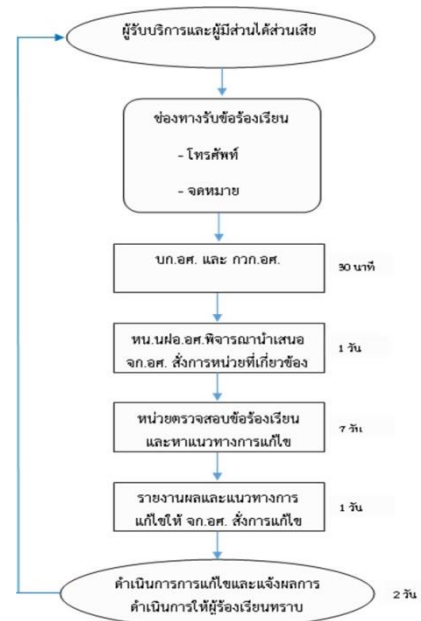 ผู้รับบริการและผู้มีส่วนได้ส่วนเสีย
ช่องทางรับข้อร้องเรียน
- โทรศัพท์
- จดหมาย
บก.อศ. และ กวก.อศ.
30 นาที
หน.นฝอ.อศ.พิจารณานำเสนอ
จก.อศ. สั่งการหน่วยที่เกี่ยวข้อง
1 วัน
หน่วยตรวจสอบข้อร้องเรียน
และหาแนวทางการแก้ไข
7 วัน
รายงานผลและแนวทางการ
แก้ไขให้ จก.อศ. สั่งการแก้ไข
1 วัน
ดำเนินการการแก้ไขและแจ้งผลการ
ดำเนินการให้ผู้ร้องเรียนทราบ
2 วัน